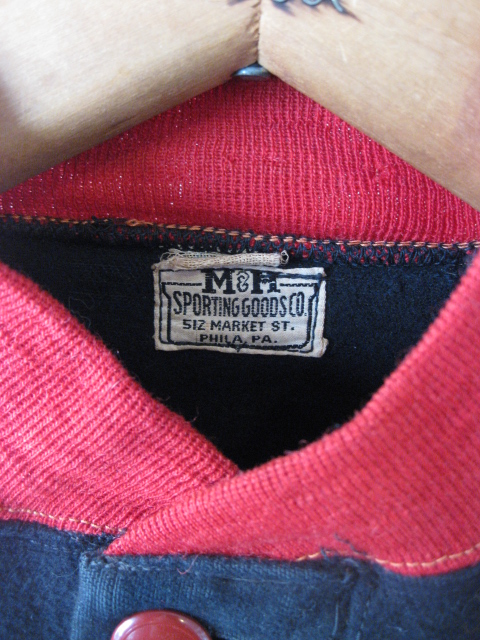 M&H
SPORTING GOODS CO.
512 MARKET ST.
PHILA, PA.